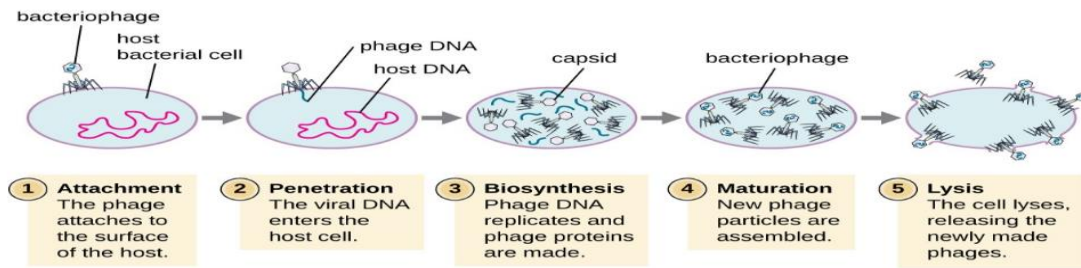 bacteriophage
host
bacterial cell
phage DNA
host DNA
capsid
bacteriophage
1 Attachment
The phage
attaches to
the surface
of the host.
2 Penetration
The viral DNA
enters the
host cell.
3 Biosynthesis
Phage DNA
replicates and
phage proteins
are made.
4 Maturation
New phage
particles are
assembled.
5 Lysis
The cell lyses,
releasing the
newly made
phages.